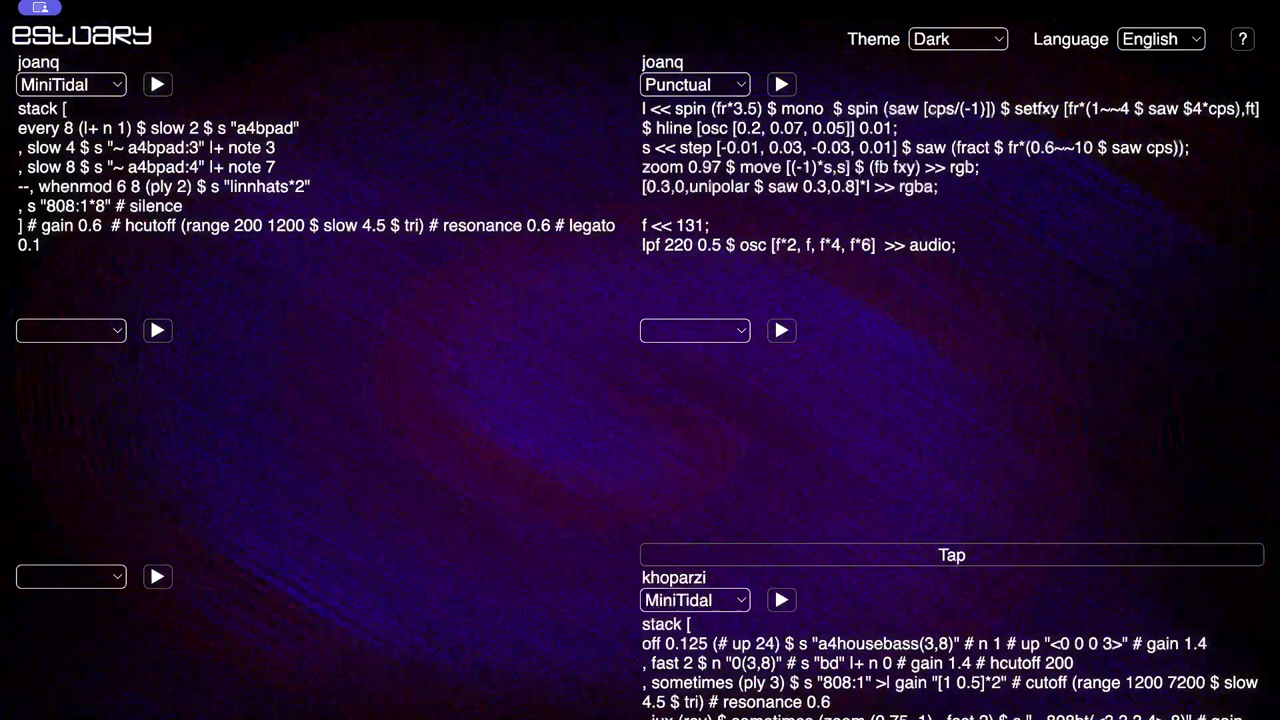 estuary
Theme Dark Language English ?
joanq
MiniTidal
stack [
every 8 (|+ n 1) $ slow 2 $ s "a4bpad"
, slow 4 $ s "~ a4bpad:3" |+ note 3
, slow 8 $ s "~ a4bpad:4" |+ note 7
--, whenmod 6 8 (ply 2) $ s "linnhats*2"
, s "808:1*8" # silence
] # gain 0.6  # hcutoff (range 200 1200 $ slow 4.5 $ tri) # resonance 0.6 # legato
0.1
joanq
Punctual
l << spin (fr*3.5) $ mono  $ spin (saw [cps/(-1)]) $ setfxy [fr*(1~~4 $ saw $4*cps),ft]
$ hline [osc [0.2, 0.07, 0.05]] 0.01;
s << step [-0.01, 0.03, -0.03, 0.01] $ saw (fract $ fr*(0.6~~10 $ saw cps));
zoom 0.97 $ move [(-1)*s,s] $ (fb fxy) >> rgb;
[0.3,0,unipolar $ saw 0.3,0.8]*l >> rgba;
f << 131;
lpf 220 0.5 $ osc [f*2, f, f*4, f*6]  >> audio;
Tap
khoparzi
MiniTidal
stack [
off 0.125 (# up 24) $ s "a4housebass(3,8)" # n 1 # up "<0 0 0 3>" # gain 1.4
, fast 2 $ n "0(3,8)" # s "bd" |+ n 0 # gain 1.4 # hcutoff 200
, sometimes (ply 3) $ s "808:1" >| gain "[1 0.5]*2" # cutoff (range 1200 7200 $ slow
4.5 $ tri) # resonance 0.6